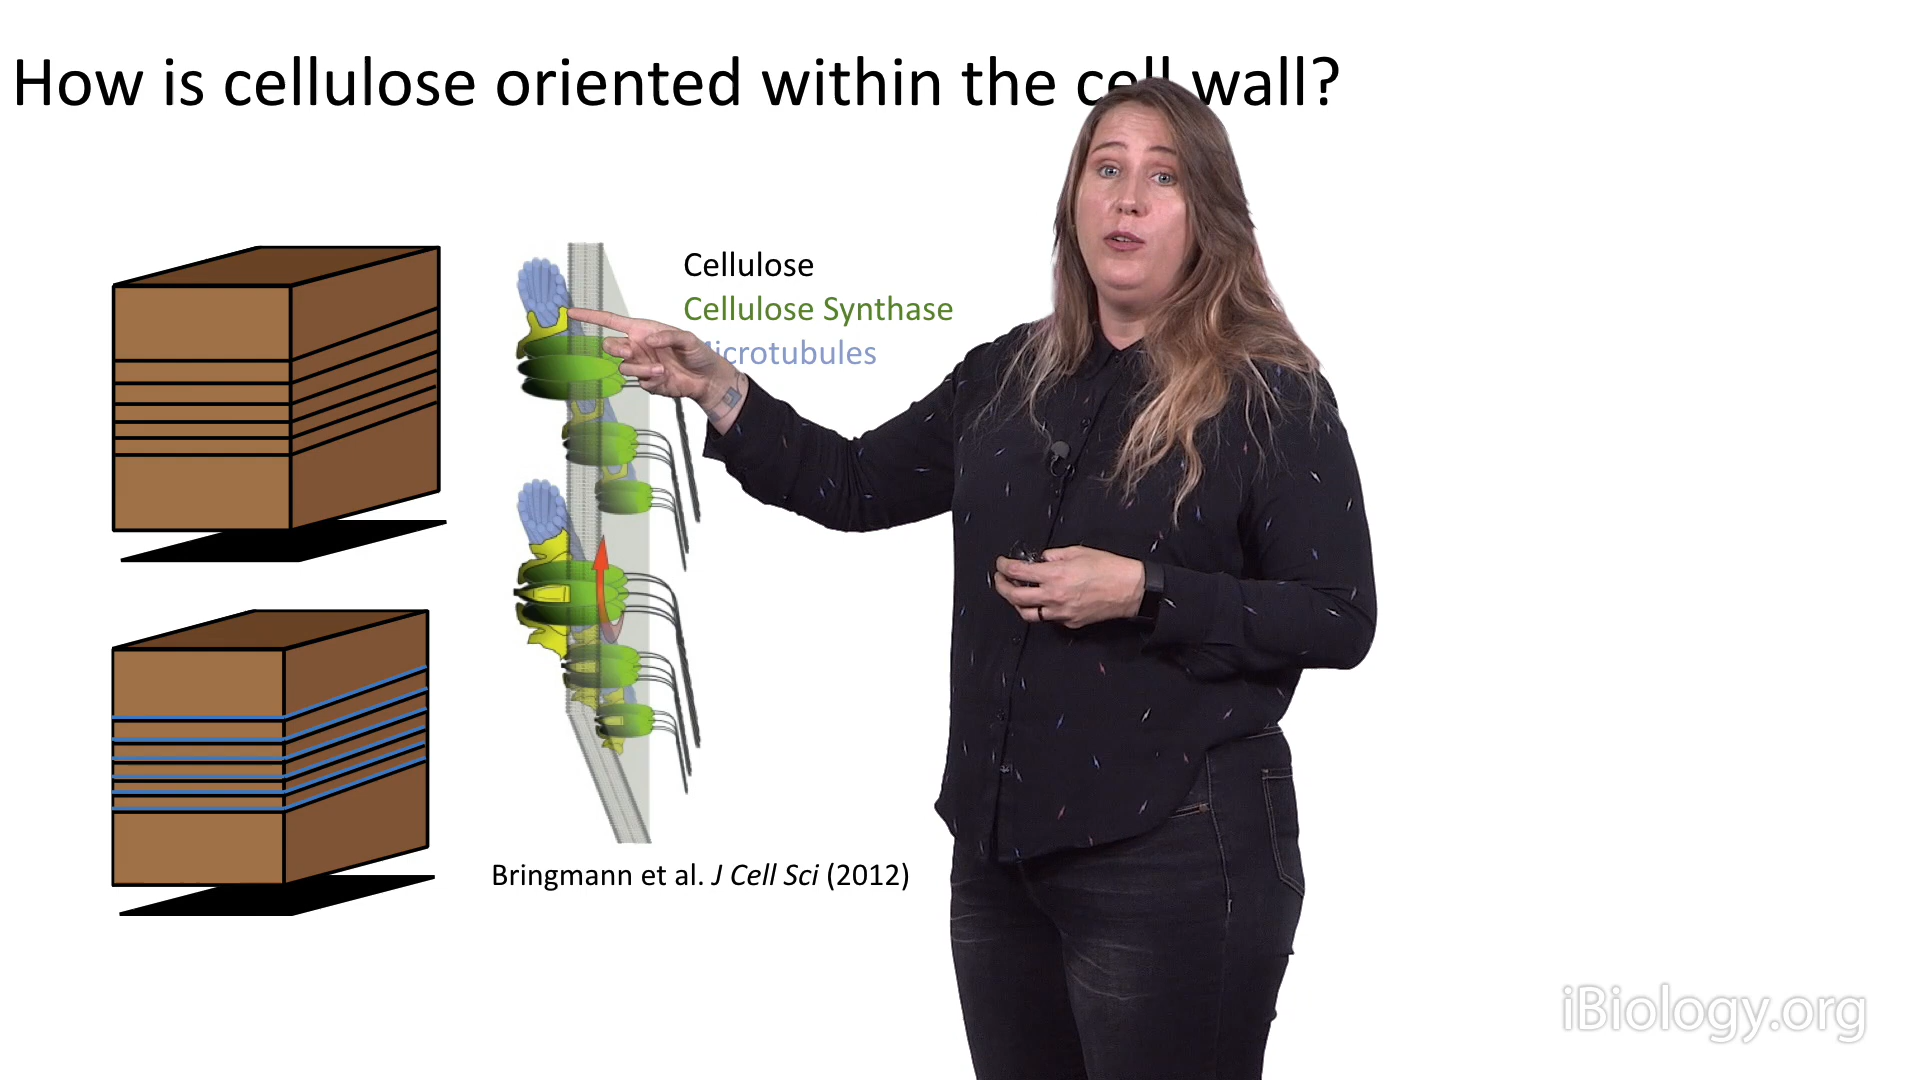 How is cellulose oriented within the cell wall?
Cellulose
Cellulose Synthase
Microtubules
Bringmann et al. J Cell Sci (2012)
iBiology.org